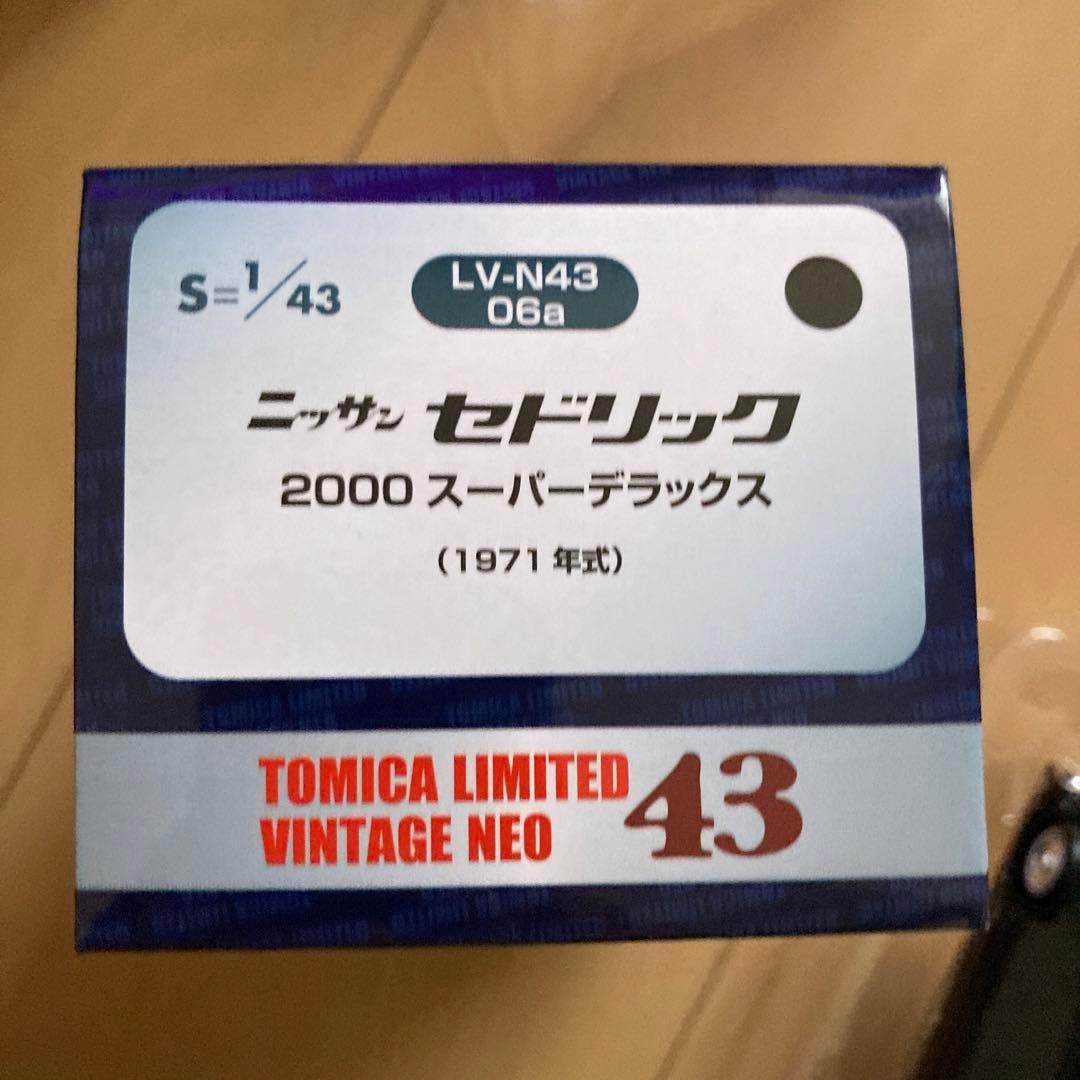 S=1/43
LV-N43
06a
ニッサン セドリック
2000 スーパーデラックス
(1971 年式)
TOMICA LIMITED
VINTAGE NEO
43